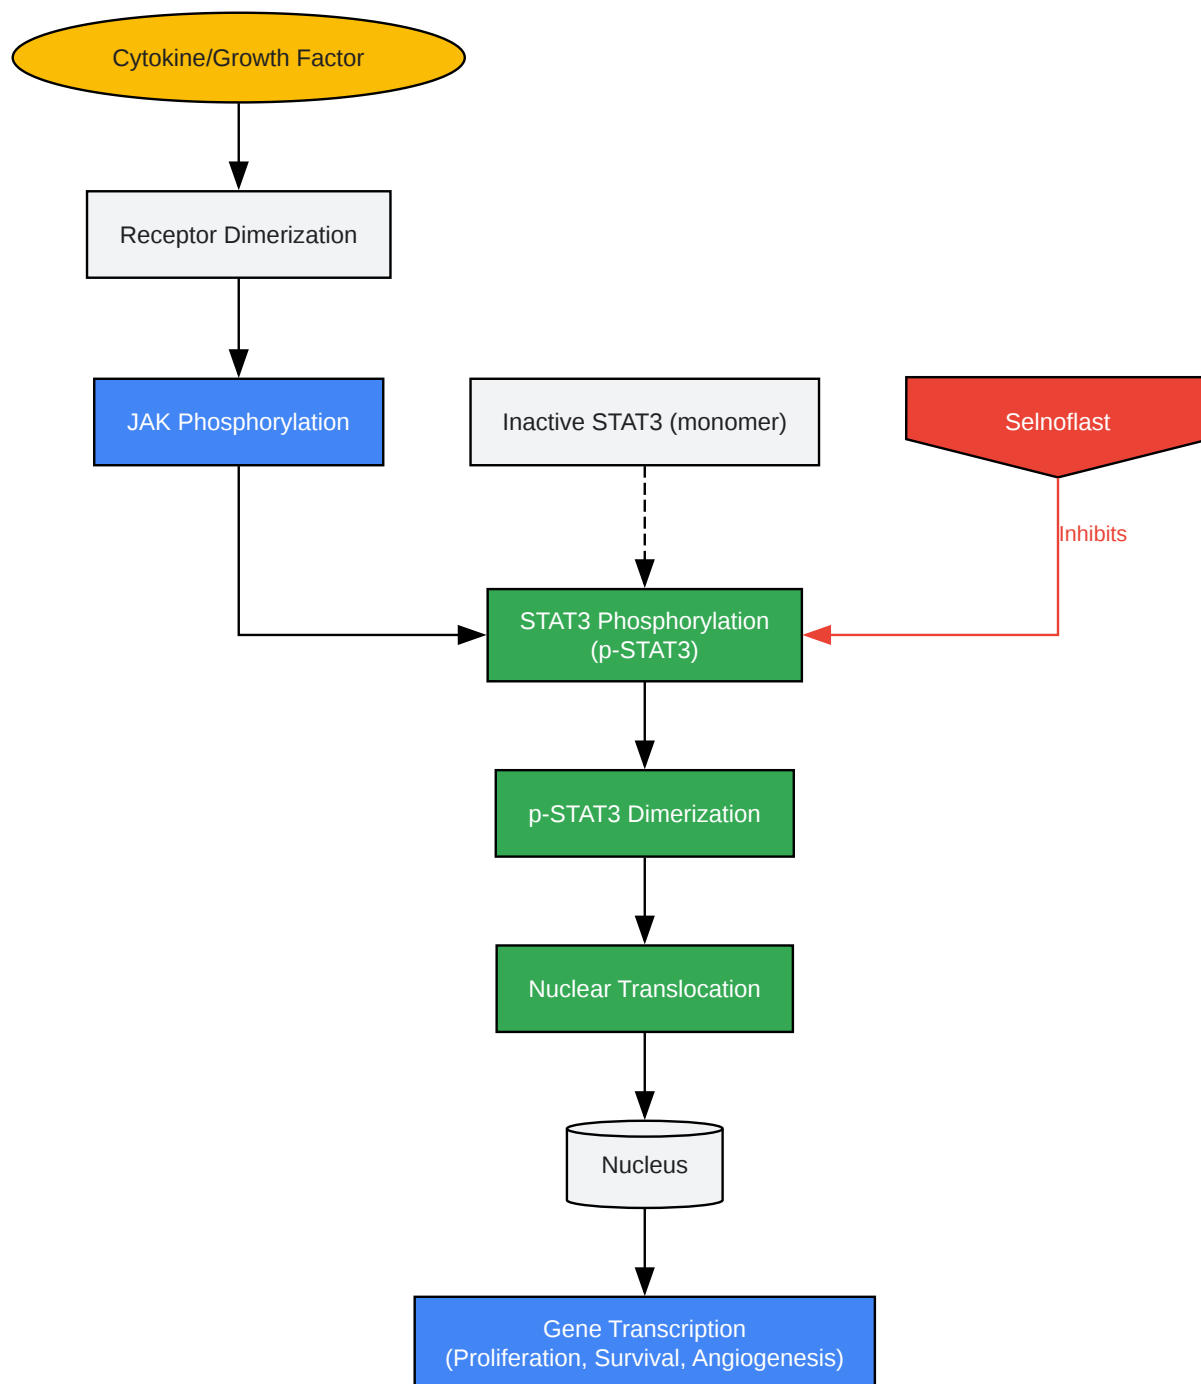 Cytokine/Growth Factor
Receptor Dimerization
JAK Phosphorylation
Inactive STAT3 (monomer)
Selnoflast
Inhibits
STAT3 Phosphorylation
(p-STAT3)
p-STAT3 Dimerization
Nuclear Translocation
Nucleus
Gene Transcription
(Proliferation, Survival, Angiogenesis)